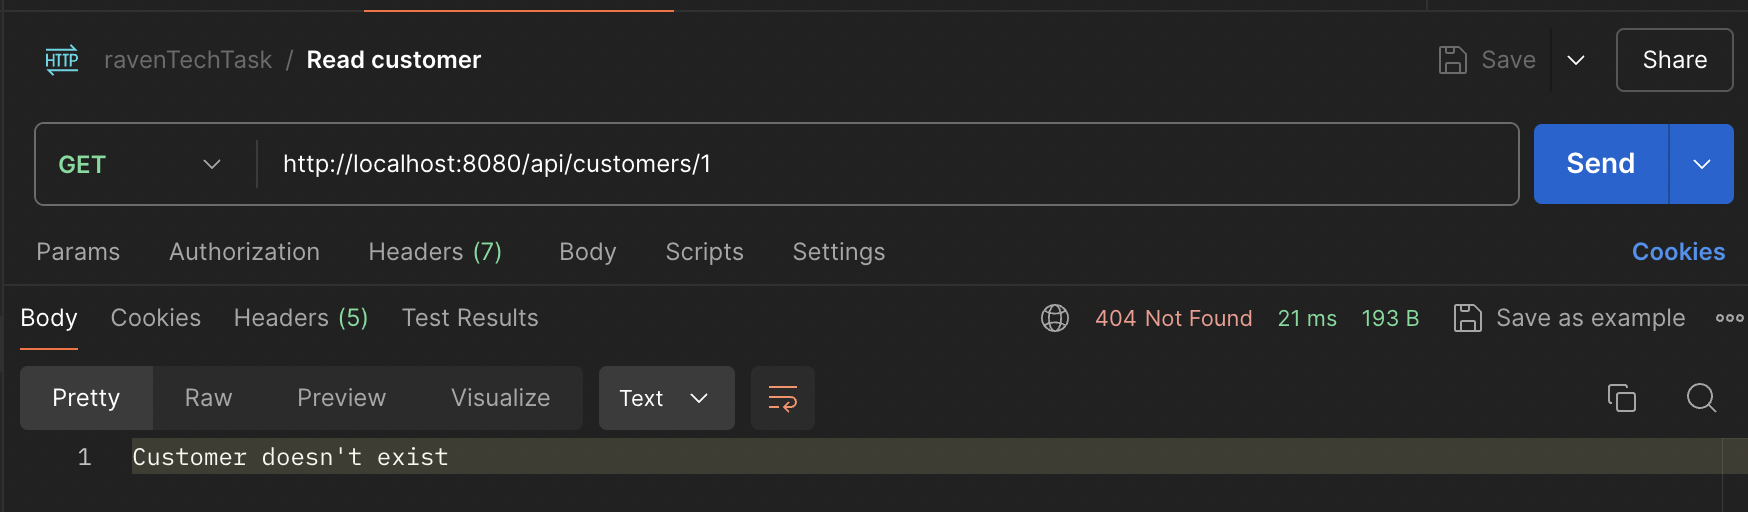 HTTP ravenTechTask / Read customer Save Share
GET http://localhost:8080/api/customers/1 Send
Params Authorization Headers (7) Body Scripts Settings Cookies
Body Cookies Headers (5) Test Results 404 Not Found 21 ms 193 B Save as example
Pretty Raw Preview Visualize Text
1 Customer doesn't exist